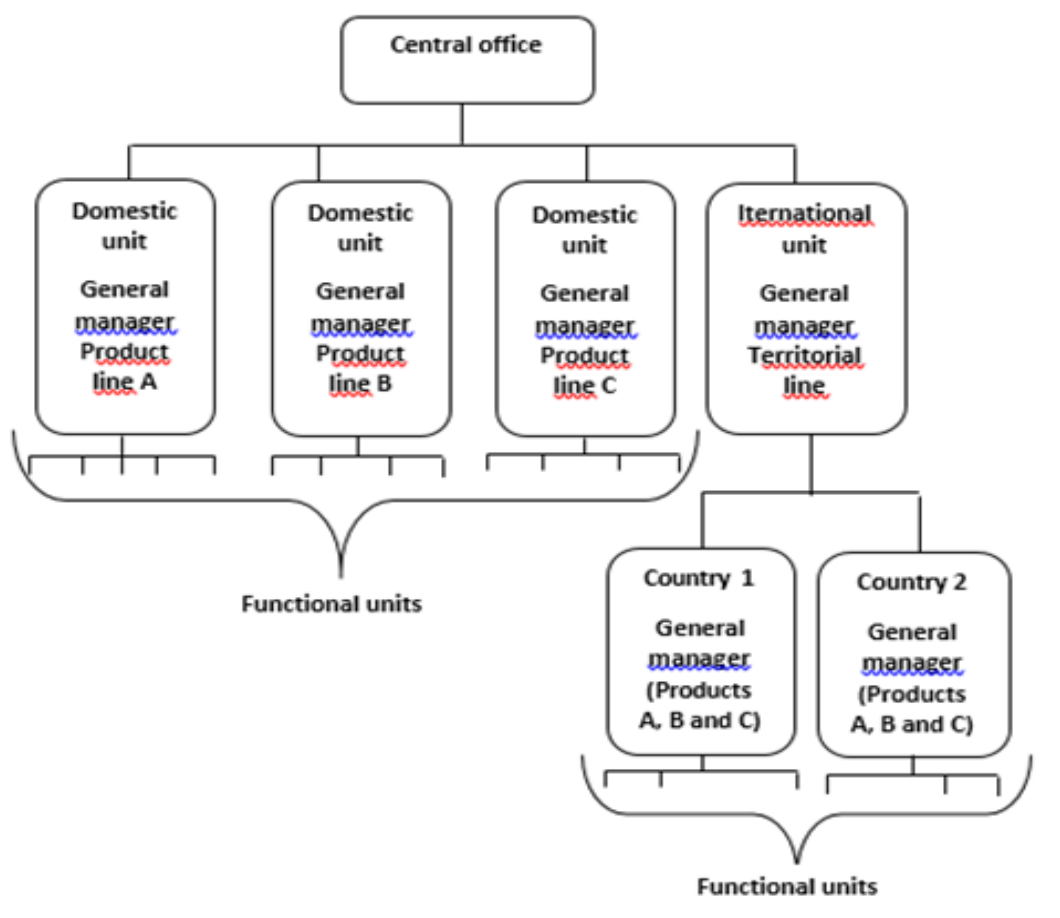 Central office
Domestic
unit
General
manager
Product
line A
Domestic
unit
General
manager
Product
line B
Domestic
unit
General
manager
Product
line C
Iternational
unit
General
manager
Territorial
line
Functional units
Country 1
General
manager
(Products
A, B and C)
Country 2
General
manager
(Products
A, B and C)
Functional units